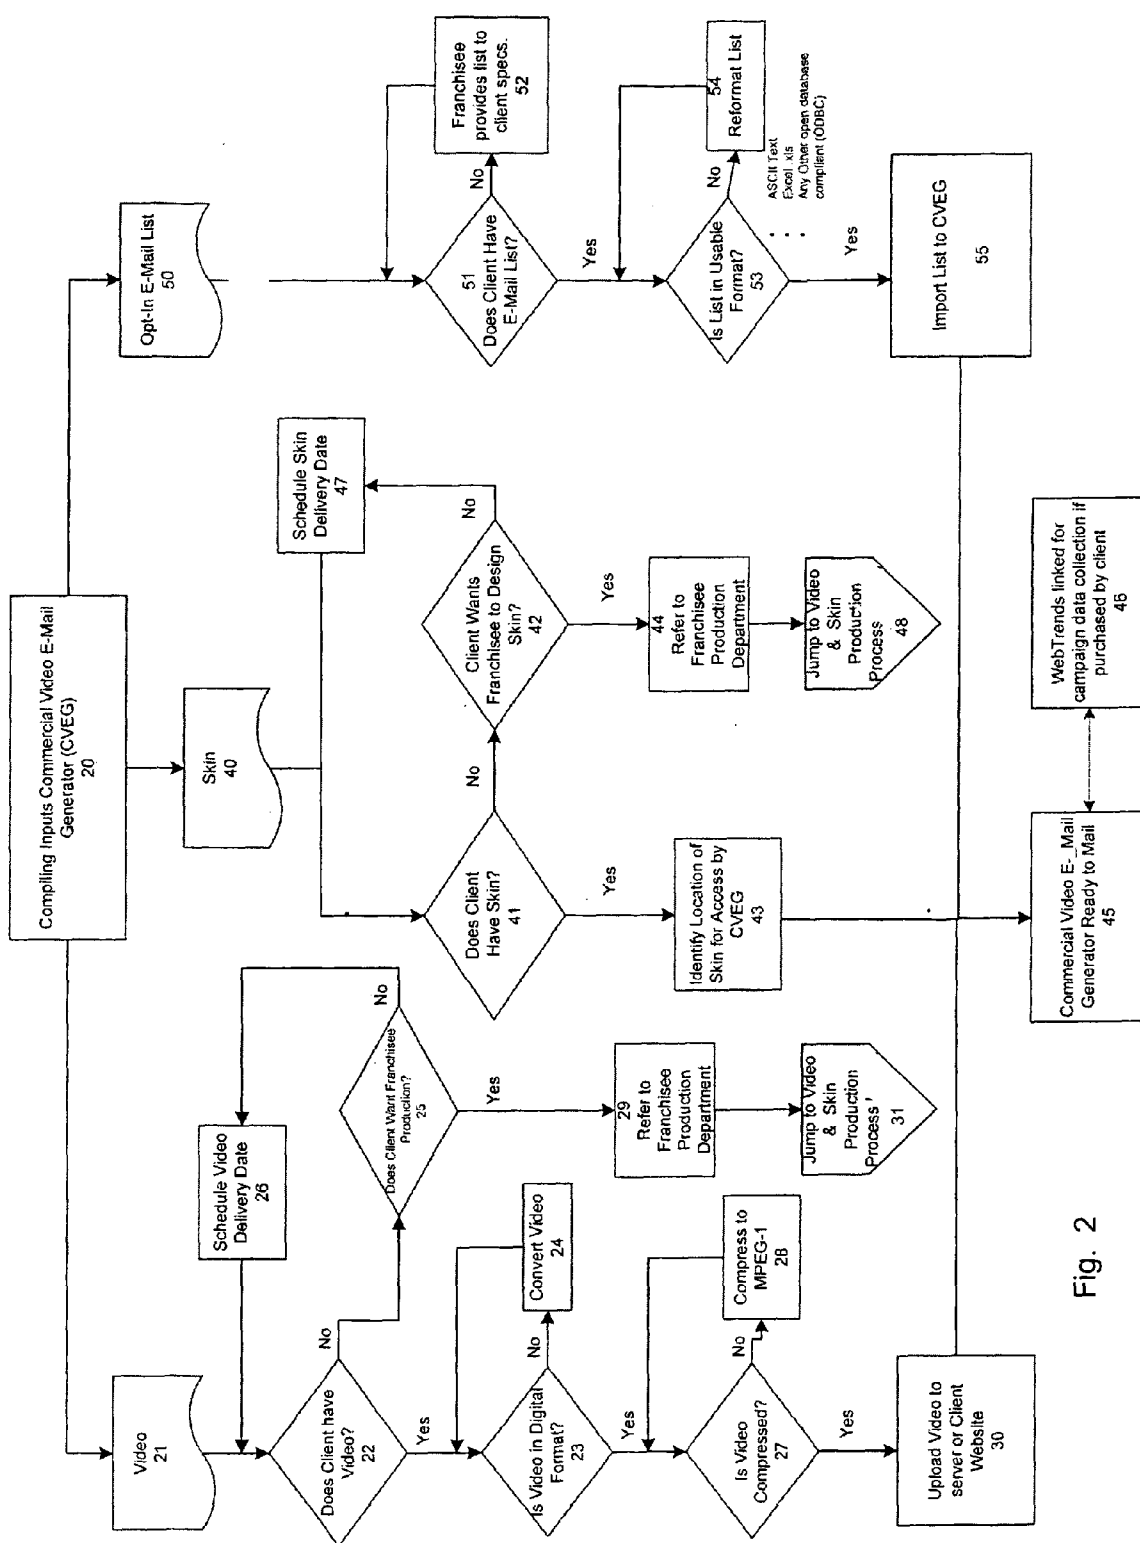 Compiling Inputs Commercial Video E-Mail
Generator (CVEG)
20
Video
21
Schedule Video
Delivery Date
26
Does Client have
Video?
22
No
Yes
Does Client Want Franchisee
Production?
25
No
Yes
Is Video in Digital
Format?
23
No
Yes
Convert Video
24
29
Refer to
Franchisee
Production
Department
Is Video
Compressed?
27
No
Yes
Compress to
MPEG-1
28
Jump to Video
& Skin
Production
Process '
31
Upload Video to
server or Client
Website
30
Skin
40
Schedule Skin
Delivery Date
47
Does Client
Have Skin?
41
No
Yes
Client Wants
Franchisee to Design
Skin?
42
No
Yes
Identify Location of
Skin for Access by
CVEG
43
44
Refer to
Franchisee
Production
Department
Jump to Video
& Skin
Production
Process
48
Commercial Video E-_Mail
Generator Ready to Mail
45
WebTrends linked for
campaign data collection if
purchased by client
46
Opt-In E-Mail List
50
51
Does Client Have
E-Mail List?
No
Yes
Franchisee
provides list to
client specs.
52
Is List in Usable
Format?
53
No
Yes
54
Reformat List
ASCII Text
Excel .xls
Any Other open database
compliant (ODBC)
Import List to CVEG
55
Fig. 2